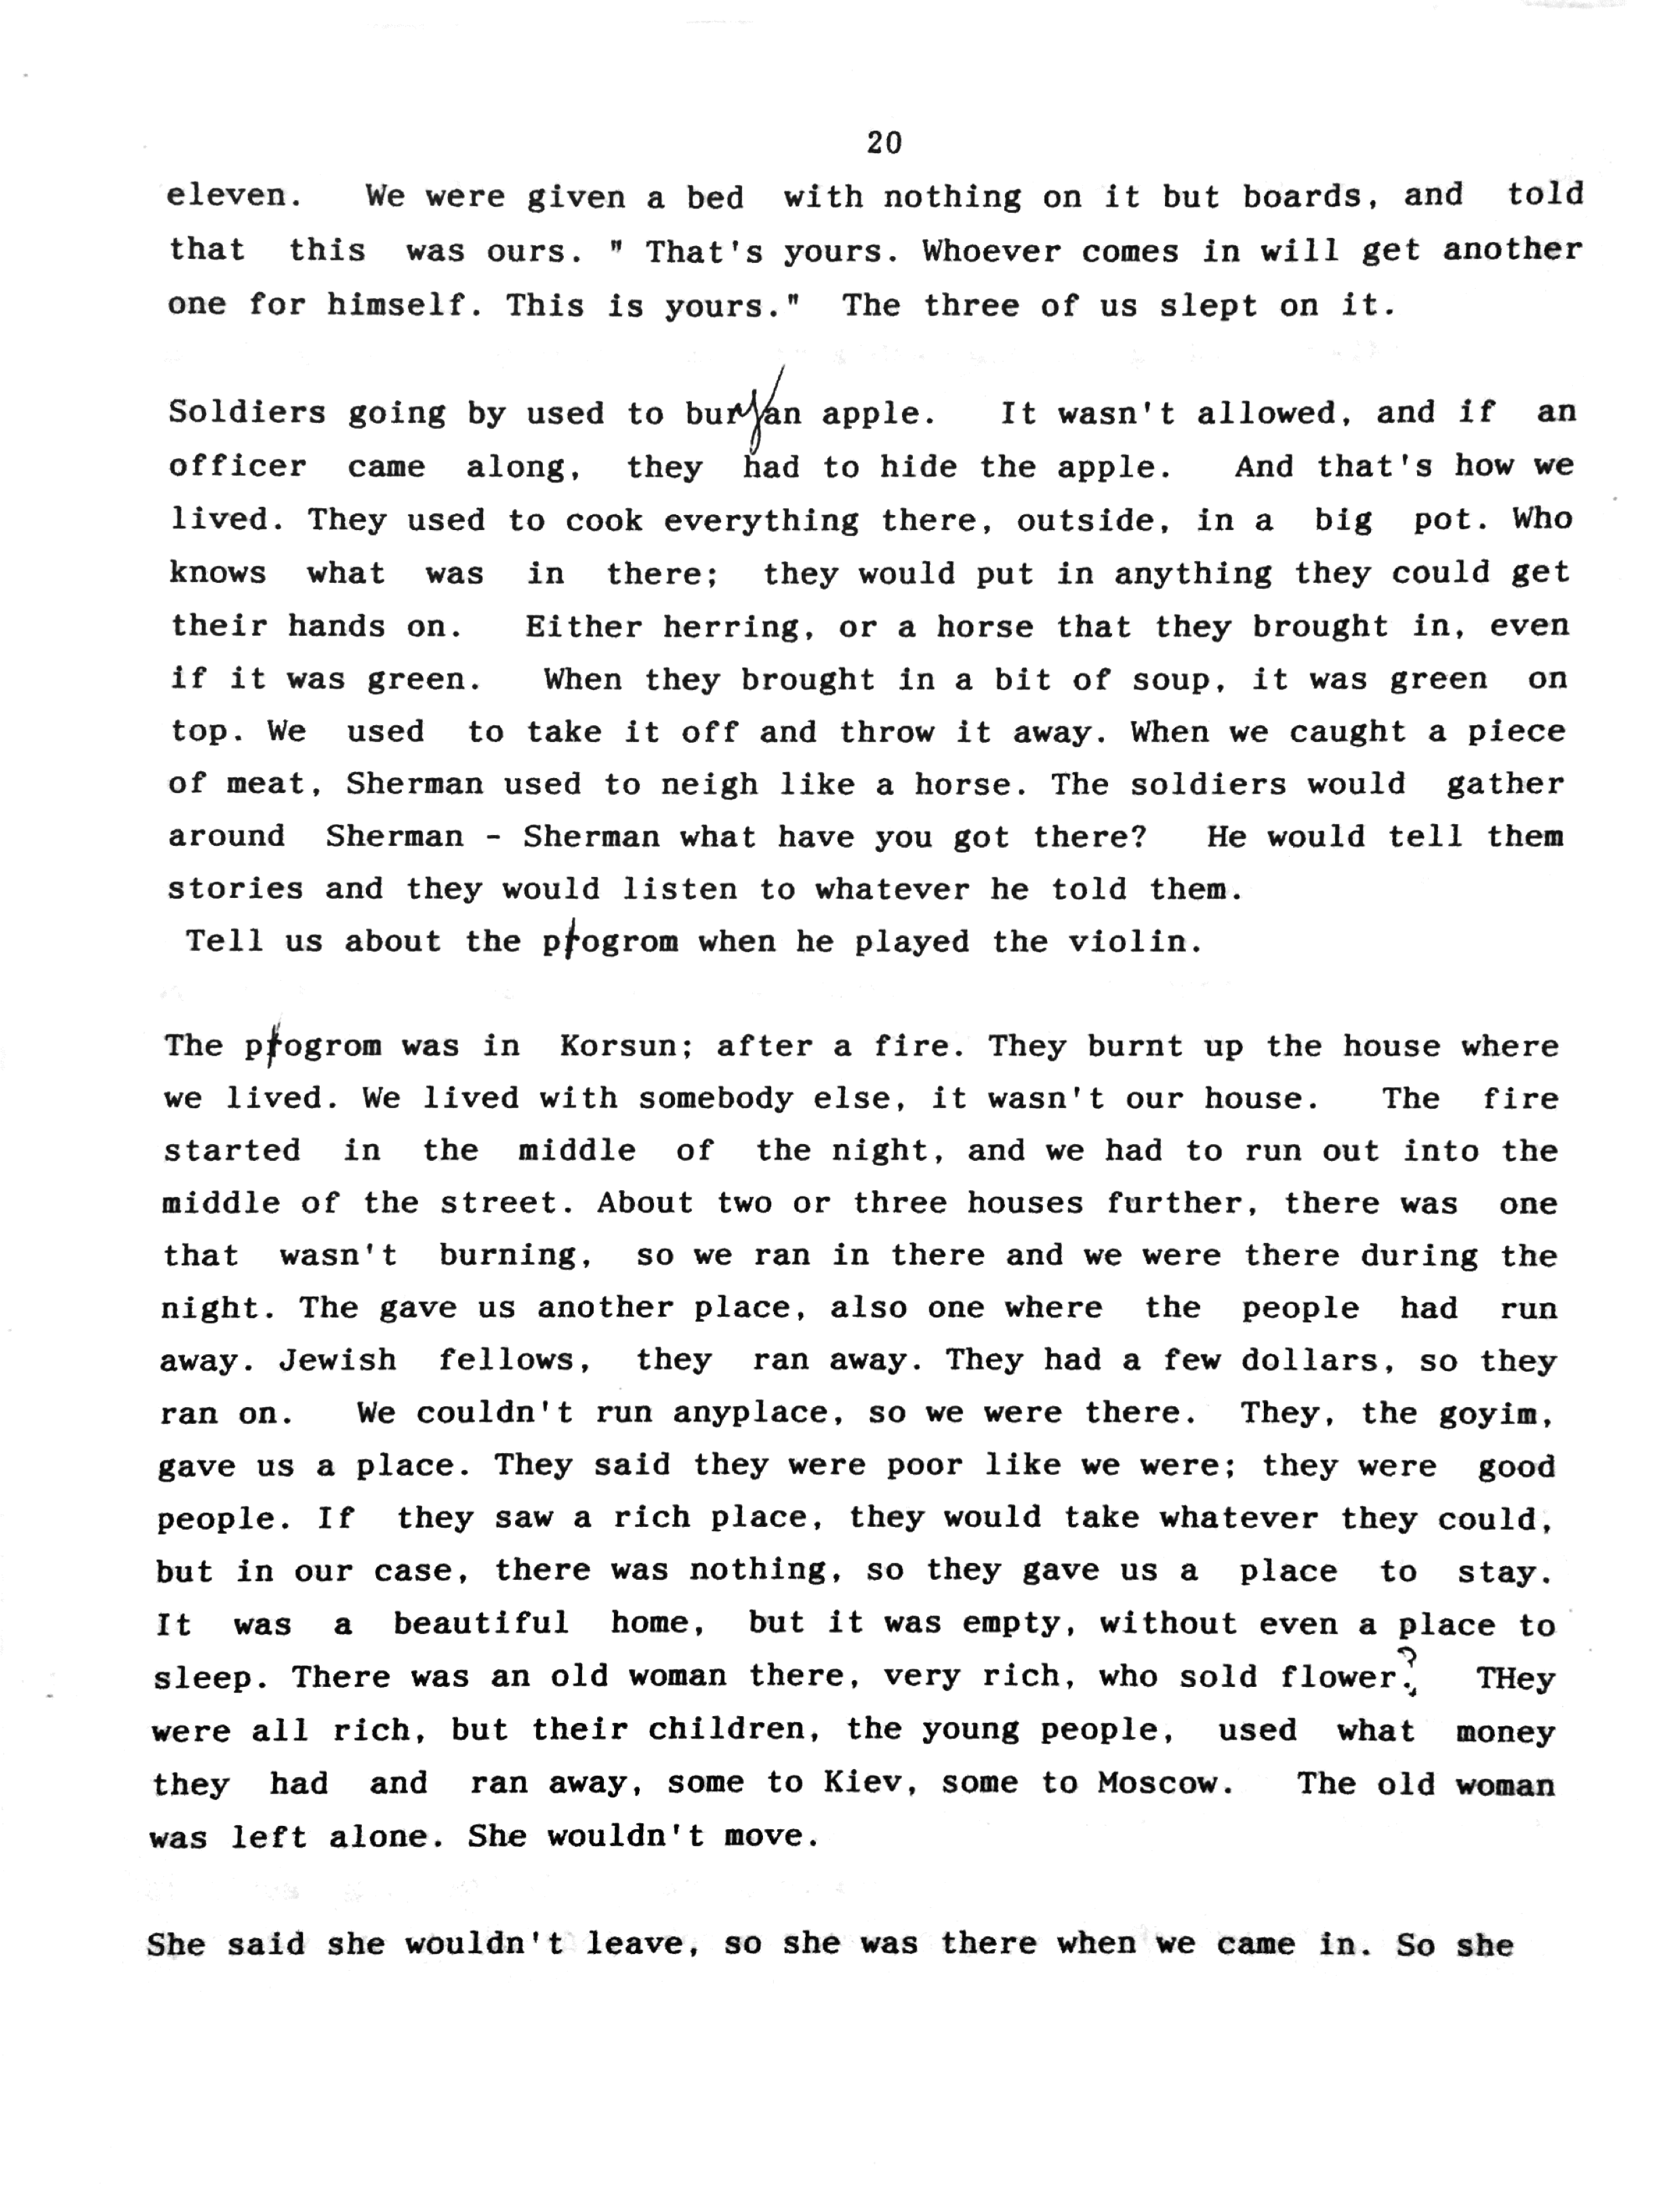 20
eleven. We were given a bed with nothing on it but boards, and told
that this was ours. " That's yours. Whoever comes in will get another
one for himself. This is yours." The three of us slept on it.
Soldiers going by used to bury an apple. It wasn't allowed, and if an
officer came along, they had to hide the apple. And that's how we
lived. They used to cook everything there, outside, in a big pot. Who
knows what was in there; they would put in anything they could get
their hands on. Either herring, or a horse that they brought in, even
if it was green. When they brought in a bit of soup, it was green on
top. We used to take it off and throw it away. When we caught a piece
of meat, Sherman used to neigh like a horse. The soldiers would gather
around Sherman - Sherman what have you got there? He would tell them
stories and they would listen to whatever he told them.
Tell us about the pogrom when he played the violin.
The pogrom was in Korsun; after a fire. They burnt up the house where
we lived. We lived with somebody else, it wasn't our house. The fire
started in the middle of the night, and we had to run out into the
middle of the street. About two or three houses further, there was one
that wasn't burning, so we ran in there and we were there during the
night. The gave us another place, also one where the people had run
away. Jewish fellows, they ran away. They had a few dollars, so they
ran on. We couldn't run anyplace, so we were there. They, the goyim,
gave us a place. They said they were poor like we were; they were good
people. If they saw a rich place, they would take whatever they could,
but in our case, there was nothing, so they gave us a place to stay.
It was a beautiful home, but it was empty, without even a place to
sleep. There was an old woman there, very rich, who sold flower.? THey
were all rich, but their children, the young people, used what money
they had and ran away, some to Kiev, some to Moscow. The old woman
was left alone. She wouldn't move.
She said she wouldn't leave, so she was there when we came in. So she